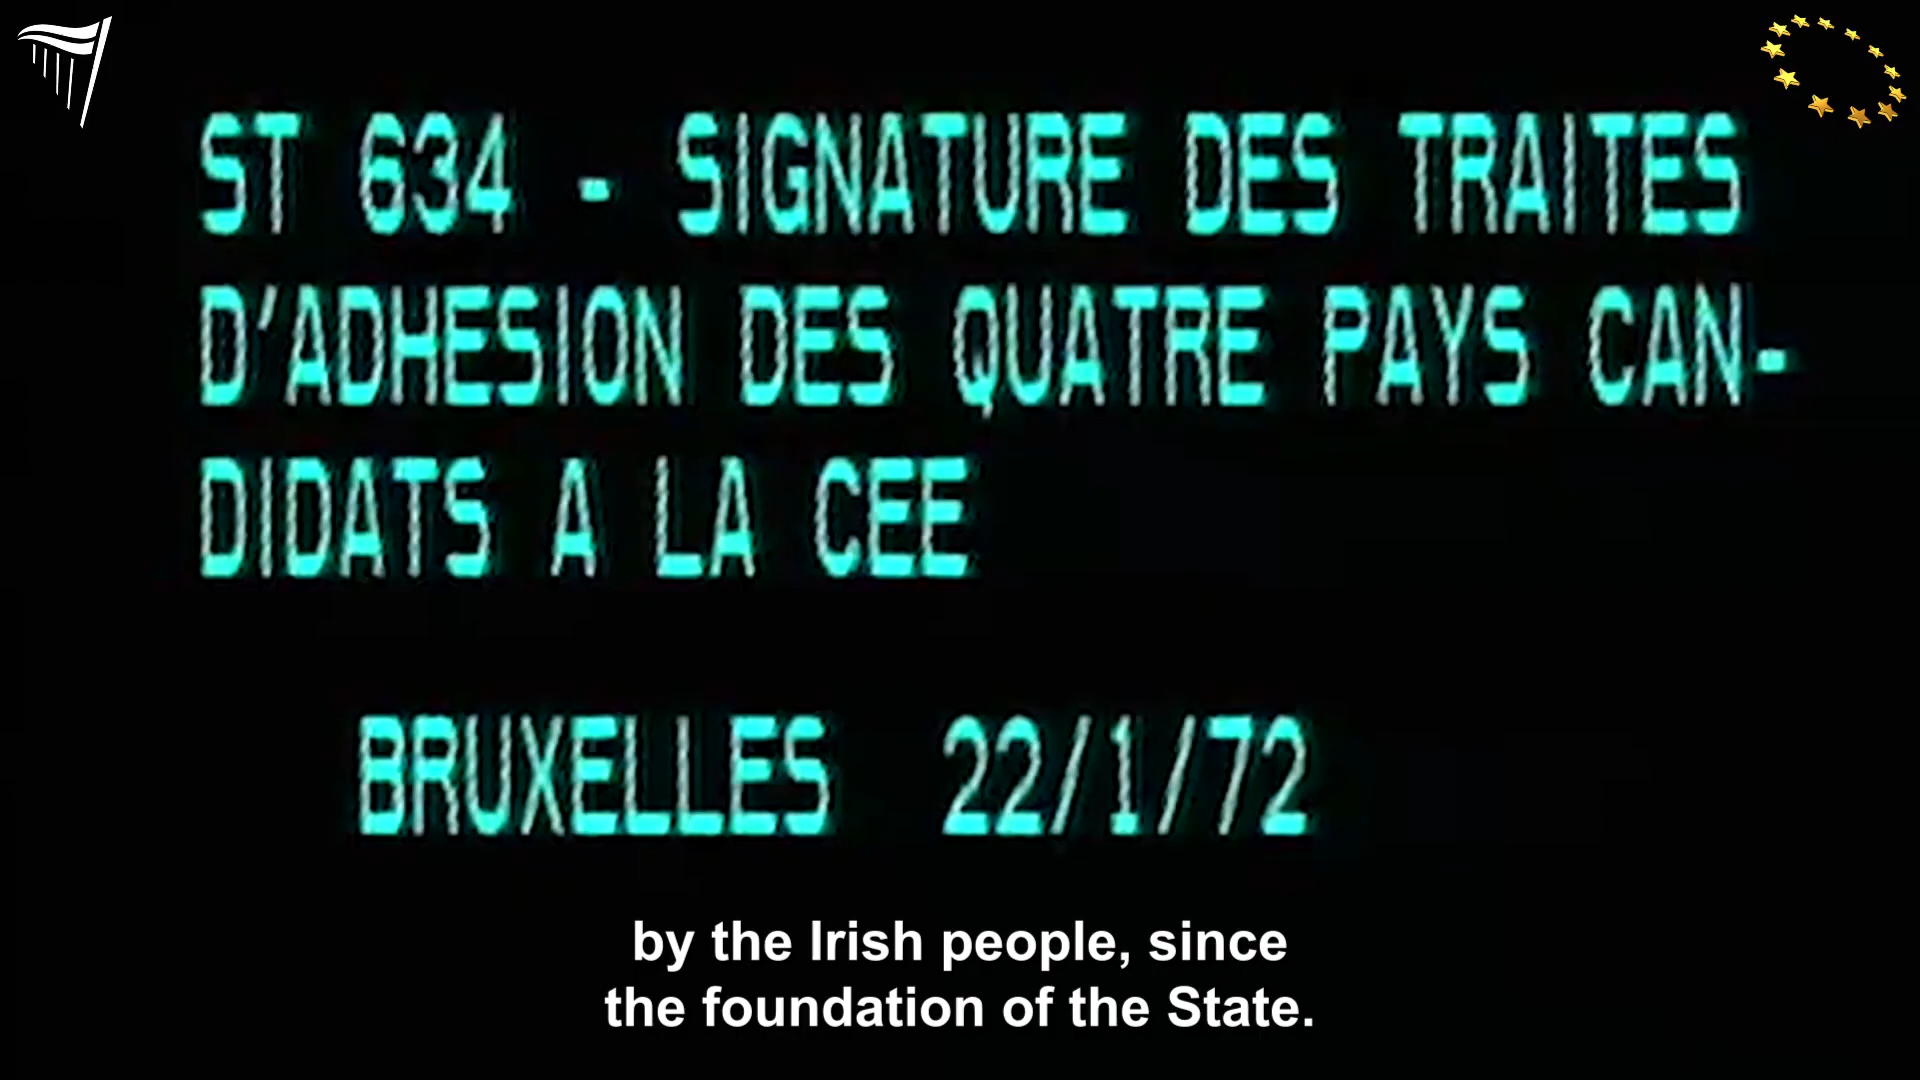 ST 634 - SIGNATURE DES TRAITES
D'ADHESION DES QUATRE PAYS CAN-
DIDATS A LA CEE
BRUXELLES 22/1/72
by the Irish people, since
the foundation of the State.